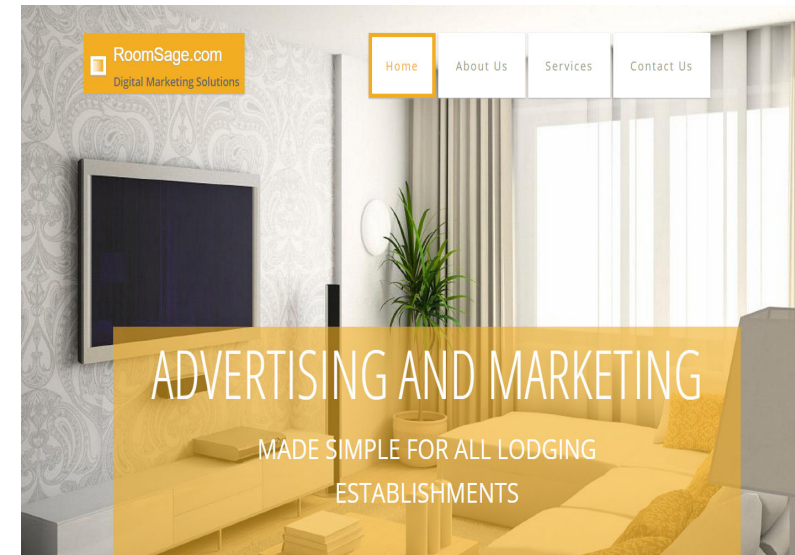 RoomSage.com
Digital Marketing Solutions
Home
About Us
Services
Contact Us
ADVERTISING AND MARKETING
MADE SIMPLE FOR ALL LODGING
ESTABLISHMENTS